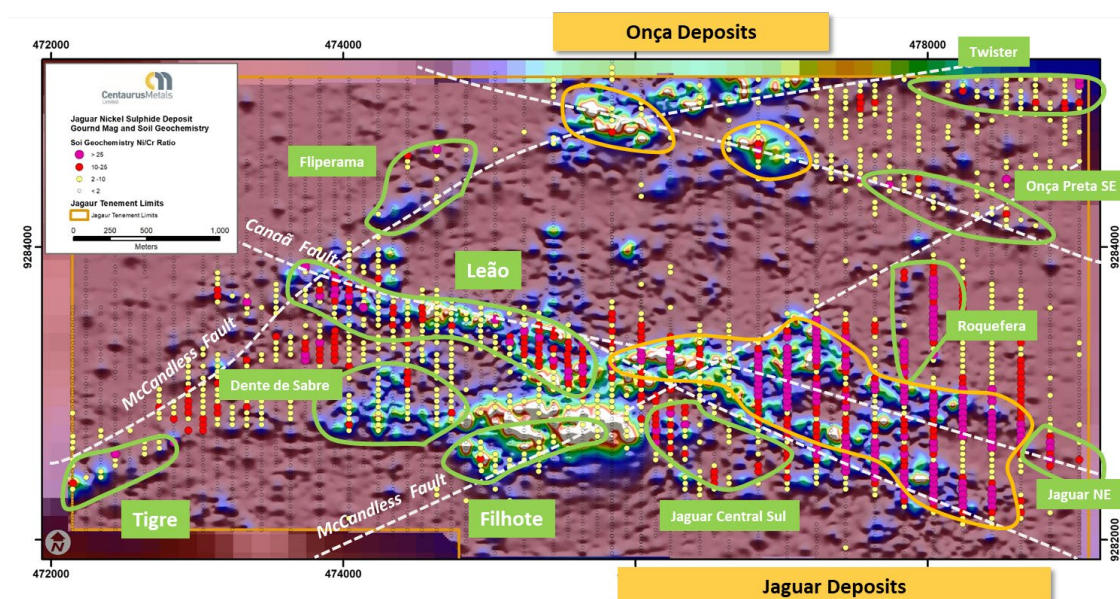 Onça Deposits
472000
474000
478000
Twister
CentaurusMetals
Limited
Jaguar Nickel Sulphide Deposit
Gournd Mag and Soil Geochemistry
Soi Geochemistry Ni/Cr Ratio
> 25
10-25
2 -10
< 2
Jagaur Tenement Limits
Jagaur Tenement Limits
0 250 500 1,000
Meters
N
Fliperama
Onça Preta SE
9284000
9284000
Canaã Fault
Leão
Roquefera
McCandless Fault
Dente de Sabre
Tigre
McCandless Fault
Filhote
Jaguar Central Sul
Jaguar NE
9282000
472000
474000
478000
Jaguar Deposits